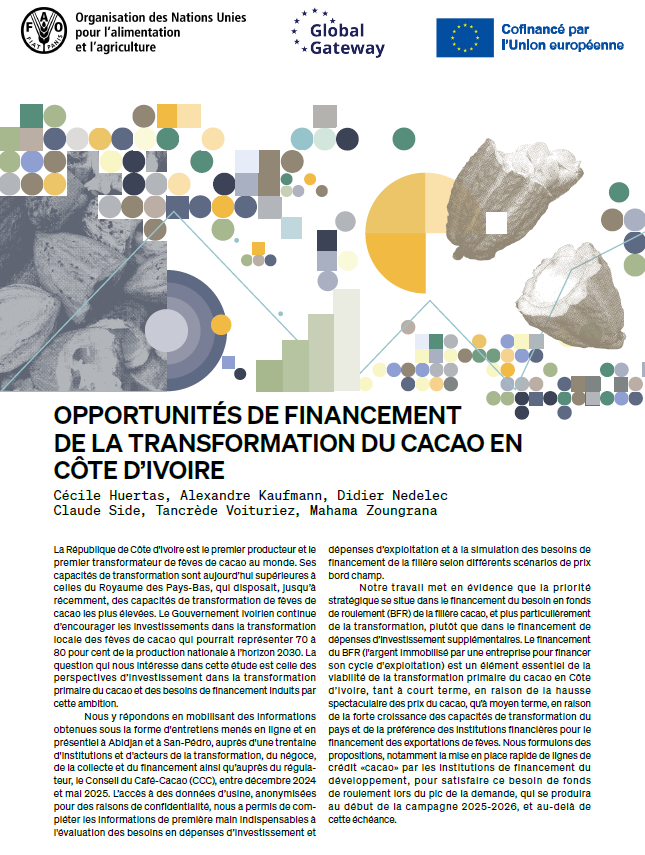 Organisation des Nations Unies
pour l'alimentation
et l'agriculture
FAO
FIAT PANIS
Global
Gateway
Cofinancé par
l'Union européenne
OPPORTUNITÉS DE FINANCEMENT
DE LA TRANSFORMATION DU CACAO EN
CÔTE D'IVOIRE
Cécile Huertas, Alexandre Kaufmann, Didier Nedelec
Claude Side, Tancrède Voituriez, Mahama Zoungrana
La République de Côte d'Ivoire est le premier producteur et le
premier transformateur de fèves de cacao au monde. Ses
capacités de transformation sont aujourd'hui supérieures à
celles du Royaume des Pays-Bas, qui disposait, jusqu'à
récemment, des capacités de transformation de fèves de
cacao les plus élevées. Le Gouvernement ivoirien continue
d'encourager les investissements dans la transformation
locale des fèves de cacao qui pourrait représenter 70 à
80 pour cent de la production nationale à l'horizon 2030. La
question qui nous intéresse dans cette étude est celle des
perspectives d'investissement dans la transformation
primaire du cacao et des besoins de financement induits par
cette ambition.
Nous y répondons en mobilisant des informations
obtenues sous la forme d'entretiens menés en ligne et en
présentiel à Abidjan et à San-Pédro, auprès d'une trentaine
d'institutions et d'acteurs de la transformation, du négoce,
de la collecte et du financement ainsi qu'auprès du régula-
teur, le Conseil du Café-Cacao (CCC), entre décembre 2024
et mai 2025. L'accès à des données d'usine, anonymisées
pour des raisons de confidentialité, nous a permis de com-
pléter les informations de première main indispensables à
l'évaluation des besoins en dépenses d'investissement et
dépenses d'exploitation et à la simulation des besoins de
financement de la filière selon différents scénarios de prix
bord champ.
Notre travail met en évidence que la priorité
stratégique se situe dans le financement du besoin en fonds
de roulement (BFR) de la filière cacao, et plus particulièrement
de la transformation, plutôt que dans le financement de
dépenses d'investissement supplémentaires. Le financement
du BFR (l'argent immobilisé par une entreprise pour financer
son cycle d'exploitation) est un élément essentiel de la
viabilité de la transformation primaire du cacao en Côte
d'Ivoire, tant à court terme, en raison de la hausse
spectaculaire des prix du cacao, qu'à moyen terme, en raison
de la forte croissance des capacités de transformation du
pays et de la préférence des institutions financières pour le
financement des exportations de fèves. Nous formulons des
propositions, notamment la mise en place rapide de lignes de
crédit «cacao» par les institutions de financement du
développement, pour satisfaire ce besoin de fonds
de roulement lors du pic de la demande, qui se produira
au début de la campagne 2025-2026, et au-delà de
cette échéance.